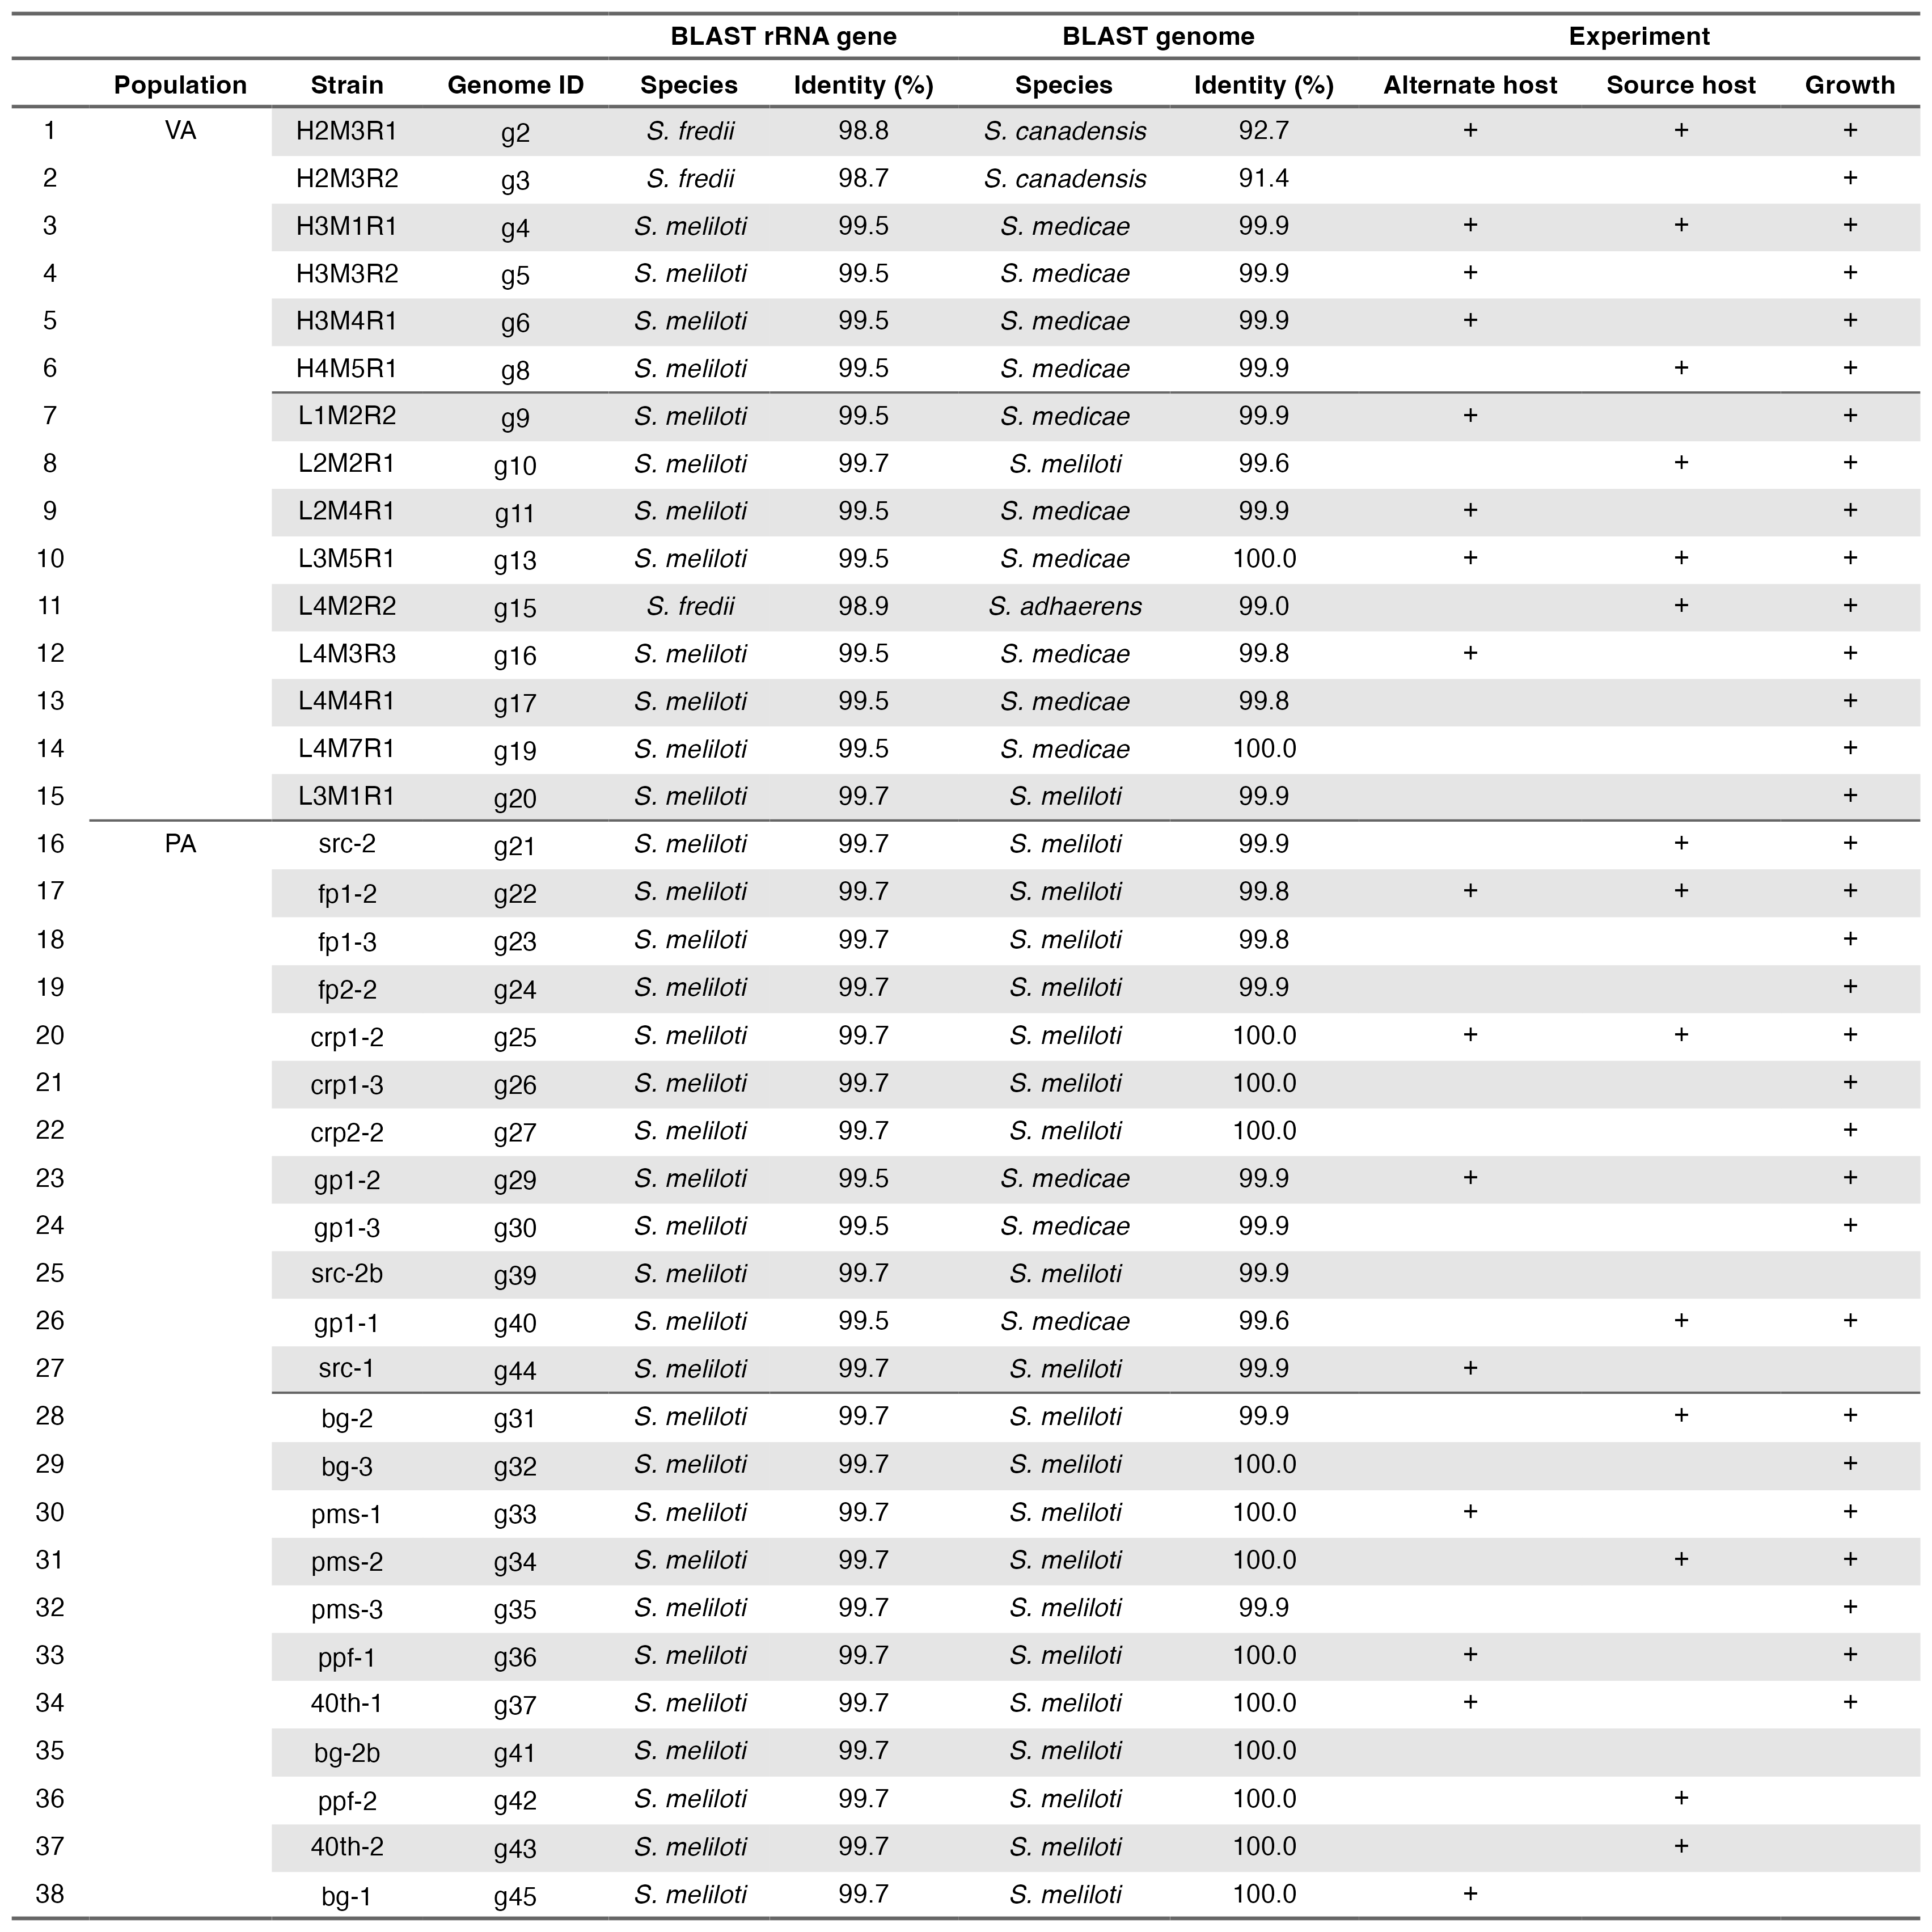 BLAST rRNA gene BLAST genome Experiment
Population Strain Genome ID Species Identity (%) Species Identity (%) Alternate host Source host Growth
1 VA H2M3R1 g2 S. fredii 98.8 S. canadensis 92.7 + + +
2 H2M3R2 g3 S. fredii 98.7 S. canadensis 91.4 +
3 H3M1R1 g4 S. meliloti 99.5 S. medicae 99.9 + + +
4 H3M3R2 g5 S. meliloti 99.5 S. medicae 99.9 + +
5 H3M4R1 g6 S. meliloti 99.5 S. medicae 99.9 + +
6 H4M5R1 g8 S. meliloti 99.5 S. medicae 99.9 + +
7 L1M2R2 g9 S. meliloti 99.5 S. medicae 99.9 + +
8 L2M2R1 g10 S. meliloti 99.7 S. meliloti 99.6 + +
9 L2M4R1 g11 S. meliloti 99.5 S. medicae 99.9 + +
10 L3M5R1 g13 S. meliloti 99.5 S. medicae 100.0 + + +
11 L4M2R2 g15 S. fredii 98.9 S. adhaerens 99.0 + +
12 L4M3R3 g16 S. meliloti 99.5 S. medicae 99.8 + +
13 L4M4R1 g17 S. meliloti 99.5 S. medicae 99.8 +
14 L4M7R1 g19 S. meliloti 99.5 S. medicae 100.0 +
15 L3M1R1 g20 S. meliloti 99.7 S. meliloti 99.9 +
16 PA src-2 g21 S. meliloti 99.7 S. meliloti 99.9 + +
17 fp1-2 g22 S. meliloti 99.7 S. meliloti 99.8 + + +
18 fp1-3 g23 S. meliloti 99.7 S. meliloti 99.8 +
19 fp2-2 g24 S. meliloti 99.7 S. meliloti 99.9 +
20 crp1-2 g25 S. meliloti 99.7 S. meliloti 100.0 + + +
21 crp1-3 g26 S. meliloti 99.7 S. meliloti 100.0 +
22 crp2-2 g27 S. meliloti 99.7 S. meliloti 100.0 +
23 gp1-2 g29 S. meliloti 99.5 S. medicae 99.9 + +
24 gp1-3 g30 S. meliloti 99.5 S. medicae 99.9 +
25 src-2b g39 S. meliloti 99.7 S. meliloti 99.9
26 gp1-1 g40 S. meliloti 99.5 S. medicae 99.6 + +
27 src-1 g44 S. meliloti 99.7 S. meliloti 99.9 +
28 bg-2 g31 S. meliloti 99.7 S. meliloti 99.9 + +
29 bg-3 g32 S. meliloti 99.7 S. meliloti 100.0 +
30 pms-1 g33 S. meliloti 99.7 S. meliloti 100.0 + +
31 pms-2 g34 S. meliloti 99.7 S. meliloti 100.0 + +
32 pms-3 g35 S. meliloti 99.7 S. meliloti 99.9 +
33 ppf-1 g36 S. meliloti 99.7 S. meliloti 100.0 + +
34 40th-1 g37 S. meliloti 99.7 S. meliloti 100.0 + +
35 bg-2b g41 S. meliloti 99.7 S. meliloti 100.0
36 ppf-2 g42 S. meliloti 99.7 S. meliloti 100.0 +
37 40th-2 g43 S. meliloti 99.7 S. meliloti 100.0 +
38 bg-1 g45 S. meliloti 99.7 S. meliloti 100.0 +